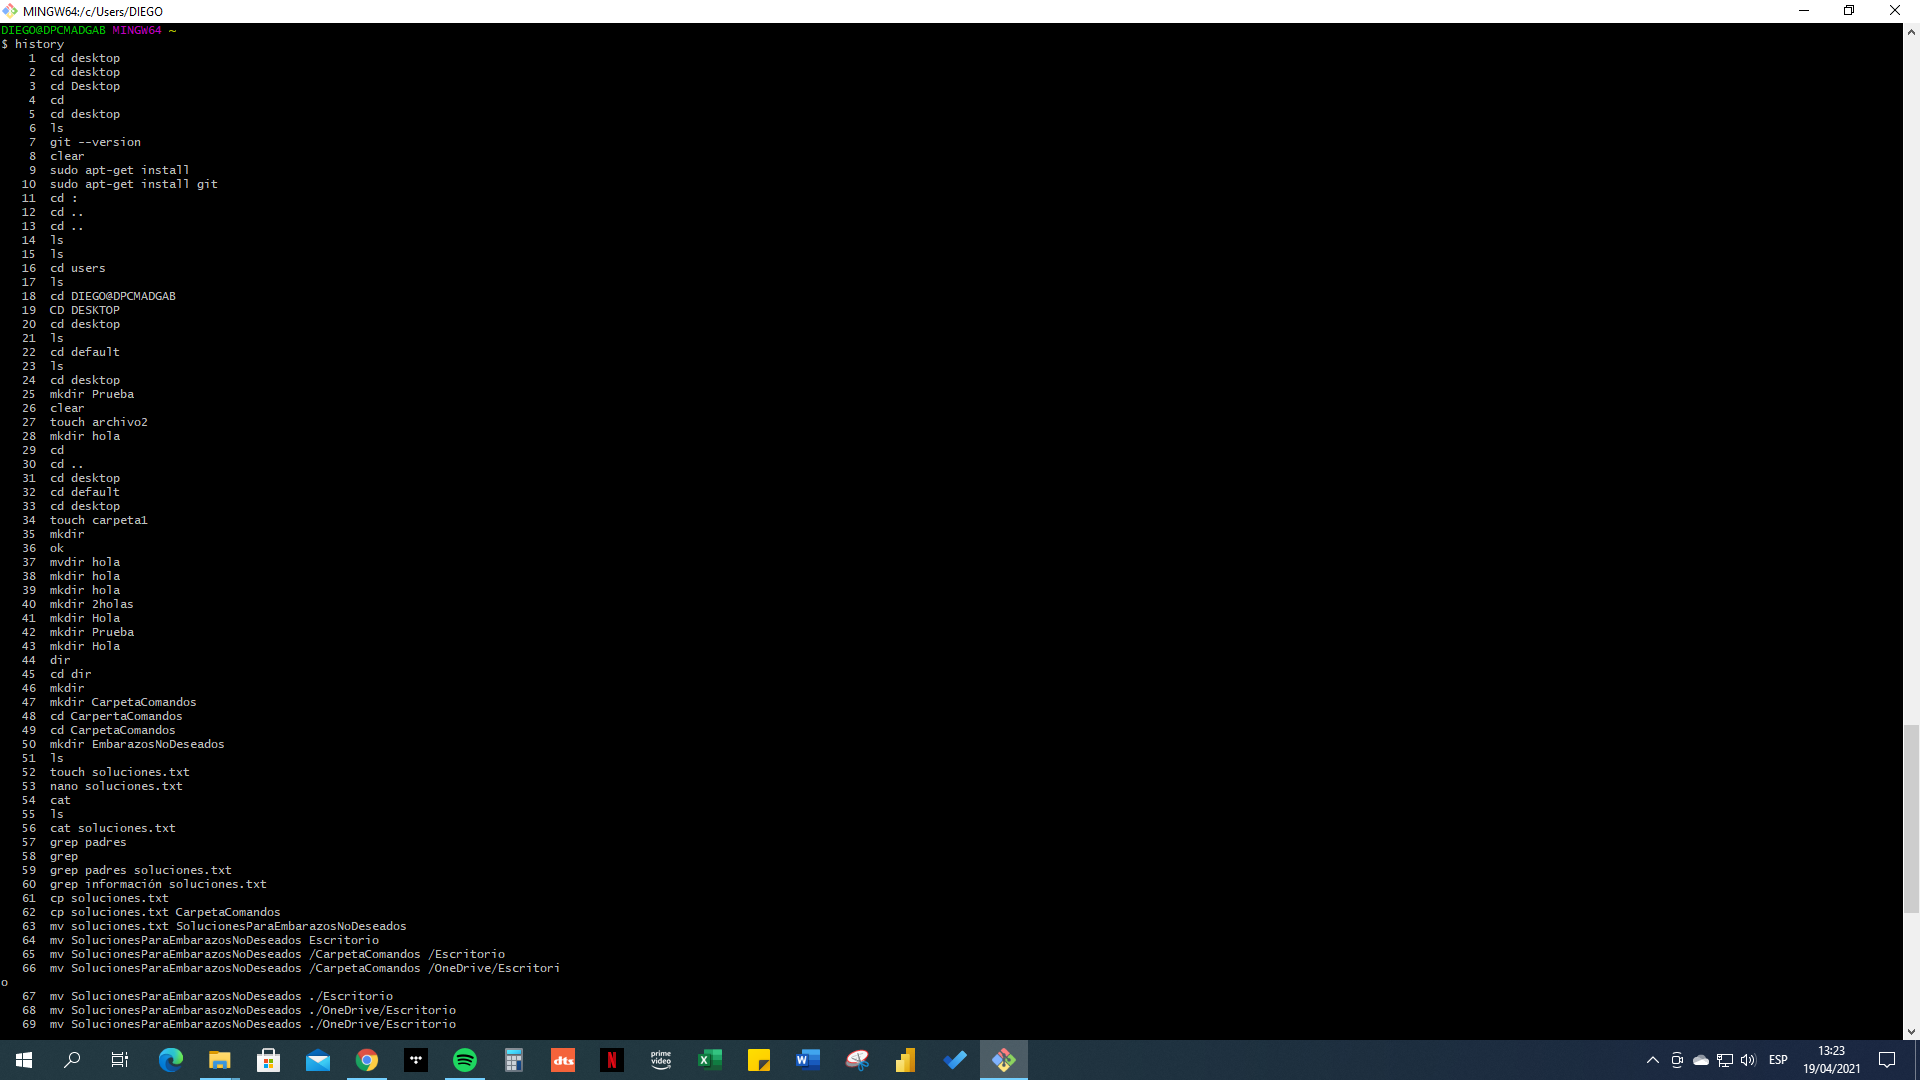 MINGW64:/c/Users/DIEGO
DIEGO@DPCMADGAB MINGW64 ~
$ history
1 cd desktop
2 cd desktop
3 cd Desktop
4 cd
5 cd desktop
6 ls
7 git --version
8 clear
9 sudo apt-get install
10 sudo apt-get install git
11 cd :
12 cd ..
13 cd ..
14 ls
15 ls
16 cd users
17 ls
18 cd DIEGO@DPCMADGAB
19 CD DESKTOP
20 cd desktop
21 ls
22 cd default
23 ls
24 cd desktop
25 mkdir Prueba
26 clear
27 touch archivo2
28 mkdir hola
29 cd
30 cd ..
31 cd desktop
32 cd default
33 cd desktop
34 touch carpeta1
35 mkdir
36 ok
37 mvdir hola
38 mkdir hola
39 mkdir hola
40 mkdir 2holas
41 mkdir Hola
42 mkdir Prueba
43 mkdir Hola
44 dir
45 cd dir
46 mkdir
47 mkdir CarpetaComandos
48 cd CarpertaComandos
49 cd CarpetaComandos
50 mkdir EmbarazosNoDeseados
51 ls
52 touch soluciones.txt
53 nano soluciones.txt
54 cat
55 ls
56 cat soluciones.txt
57 grep padres
58 grep
59 grep padres soluciones.txt
60 grep información soluciones.txt
61 cp soluciones.txt
62 cp soluciones.txt CarpetaComandos
63 mv soluciones.txt SolucionesParaEmbarazosNoDeseados
64 mv SolucionesParaEmbarazosNoDeseados Escritorio
65 mv SolucionesParaEmbarazosNoDeseados /CarpetaComandos /Escritorio
66 mv SolucionesParaEmbarazosNoDeseados /CarpetaComandos /OneDrive/Escritori
o
67 mv SolucionesParaEmbarazosNoDeseados ./Escritorio
68 mv SolucionesParaEmbarasozNoDeseados ./OneDrive/Escritorio
69 mv SolucionesParaEmbarazosNoDeseados ./OneDrive/Escritorio
dts
N
prime video
X
W
ESP
13:23
19/04/2021